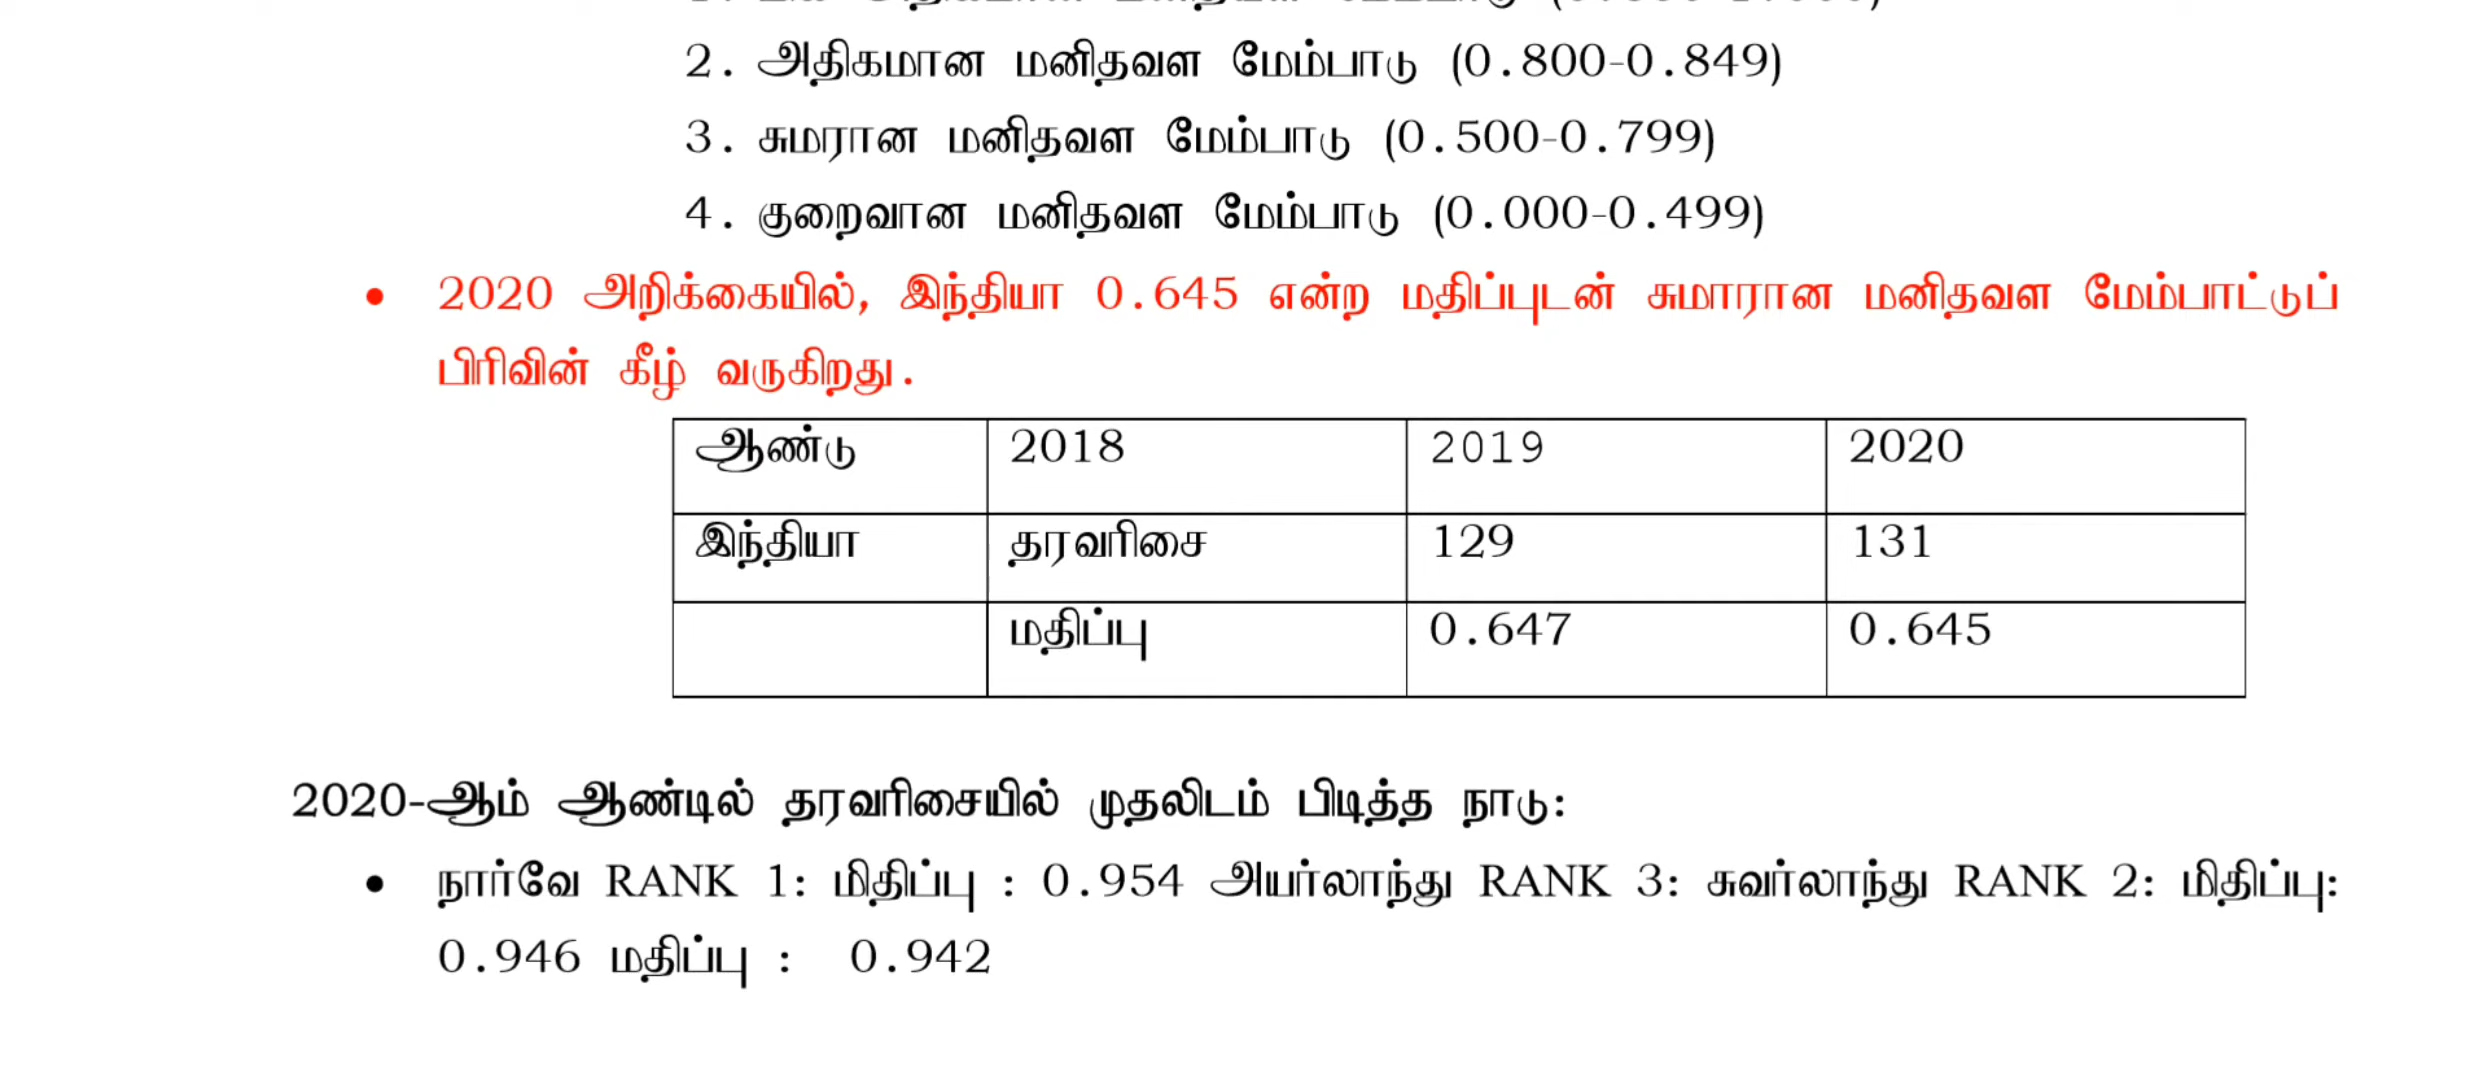 2. அதிகமான மனிதவள மேம்பாடு (0.800-0.849)
3. சுமரான மனிதவள மேம்பாடு (0.500-0.799)
4. குறைவான மனிதவள மேம்பாடு (0.000-0.499)
• 2020 அறிக்கையில், இந்தியா 0.645 என்ற மதிப்புடன் சுமாரான மனிதவள மேம்பாட்டுப்
பிரிவின் கீழ் வருகிறது.
ஆண்டு 2018 2019 2020
இந்தியா தரவரிசை 129 131
மதிப்பு 0.647 0.645
2020-ஆம் ஆண்டில் தரவரிசையில் முதலிடம் பிடித்த நாடு:
• நார்வே RANK 1: மிதிப்பு : 0.954 அயர்லாந்து RANK 3: சுவர்லாந்து RANK 2: மிதிப்பு:
0.946 மதிப்பு : 0.942